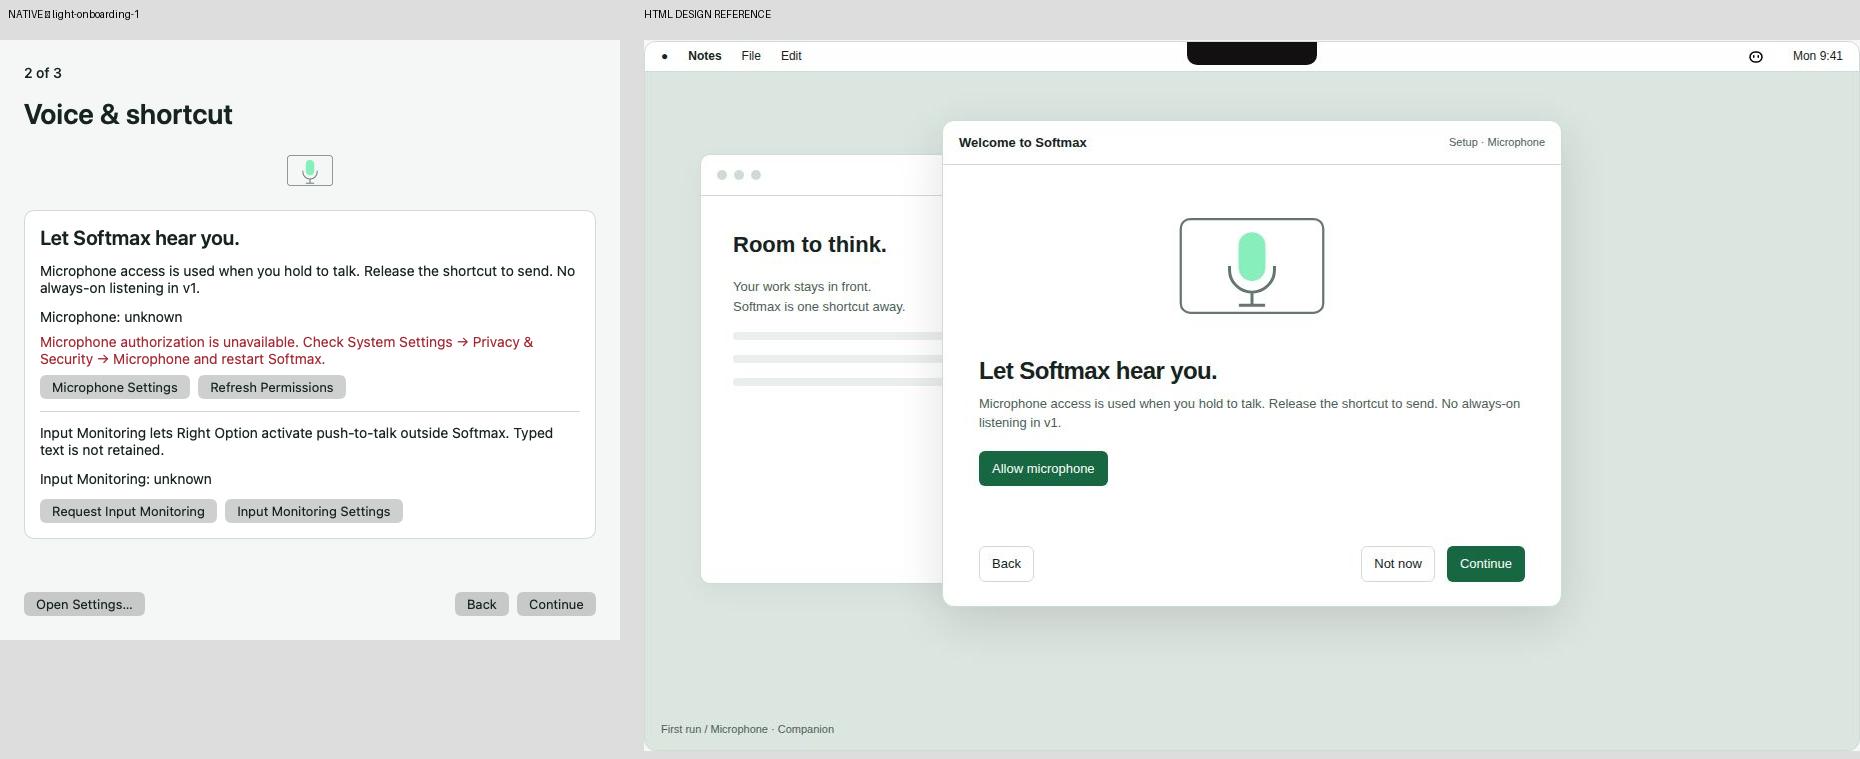 NATIVE light-onboarding-1
2 of 3
Voice & shortcut
Let Softmax hear you.
Microphone access is used when you hold to talk. Release the shortcut to send. No
always-on listening in v1.
Microphone: unknown
Microphone authorization is unavailable. Check System Settings → Privacy &
Security → Microphone and restart Softmax.
Microphone Settings
Refresh Permissions
Input Monitoring lets Right Option activate push-to-talk outside Softmax. Typed
text is not retained.
Input Monitoring: unknown
Request Input Monitoring
Input Monitoring Settings
Open Settings...
Back
Continue
HTML DESIGN REFERENCE
Notes File Edit
Mon 9:41
Room to think.
Your work stays in front.
Softmax is one shortcut away.
Welcome to Softmax
Setup · Microphone
Let Softmax hear you.
Microphone access is used when you hold to talk. Release the shortcut to send. No always-on
listening in v1.
Allow microphone
Back
Not now
Continue
First run / Microphone · Companion